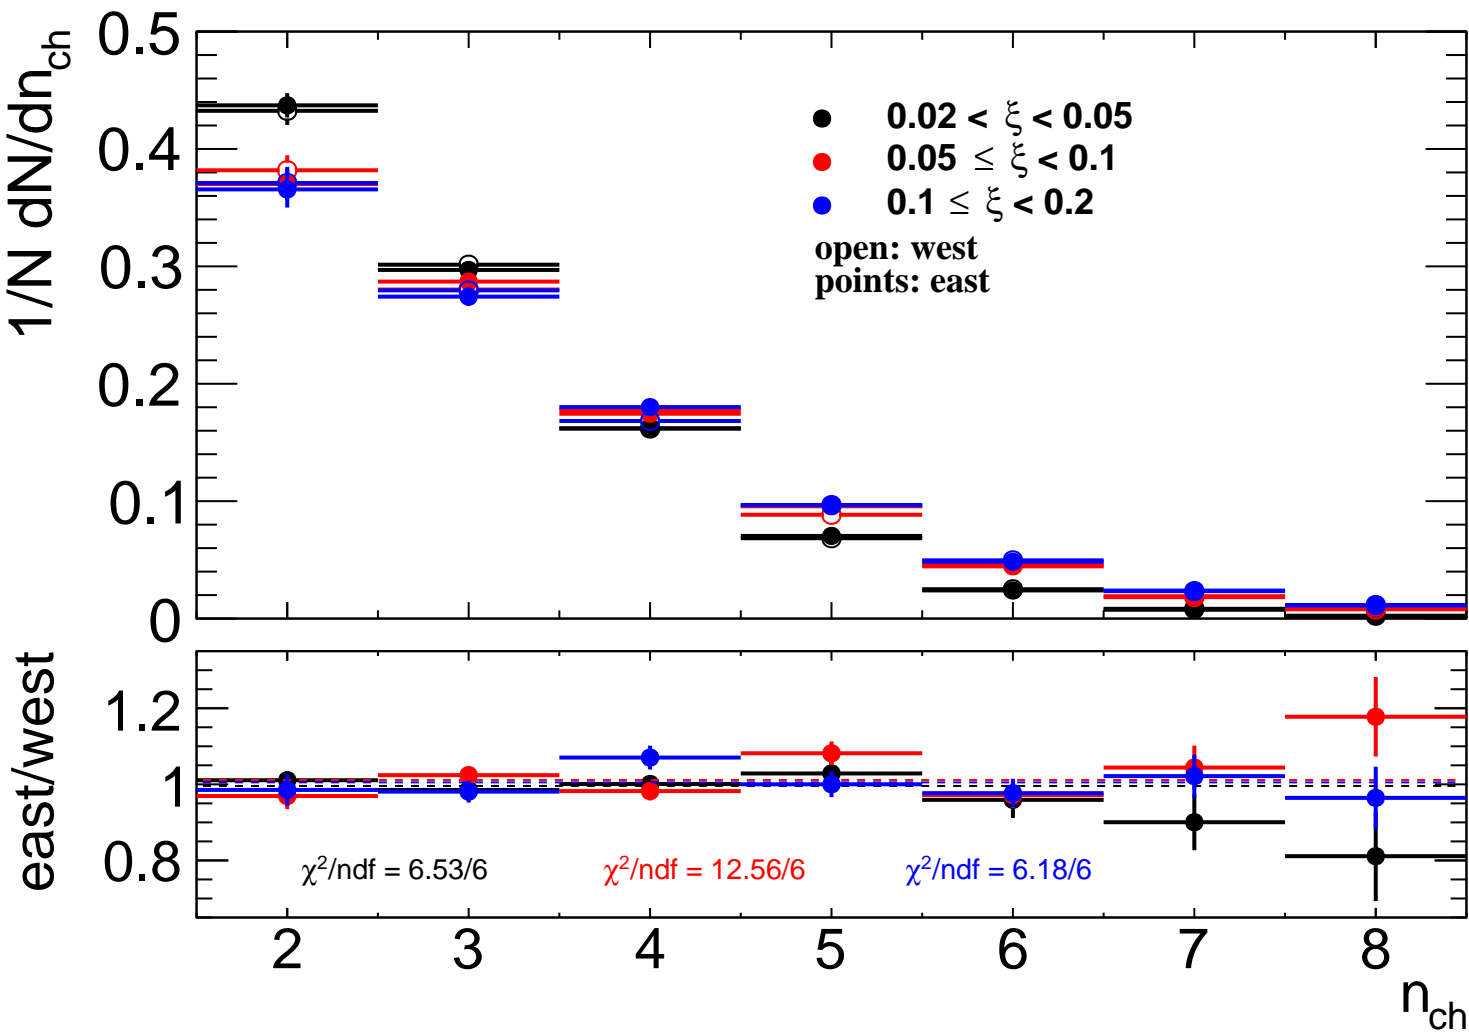 1/N dN/dn_ch
0.5
0.4
0.3
0.2
0.1
0
0.02 < ξ < 0.05
0.05 ≤ ξ < 0.1
0.1 ≤ ξ < 0.2
open: west
points: east
east/west
1.2
1
0.8
χ²/ndf = 6.53/6
χ²/ndf = 12.56/6
χ²/ndf = 6.18/6
2 3 4 5 6 7 8
n_ch